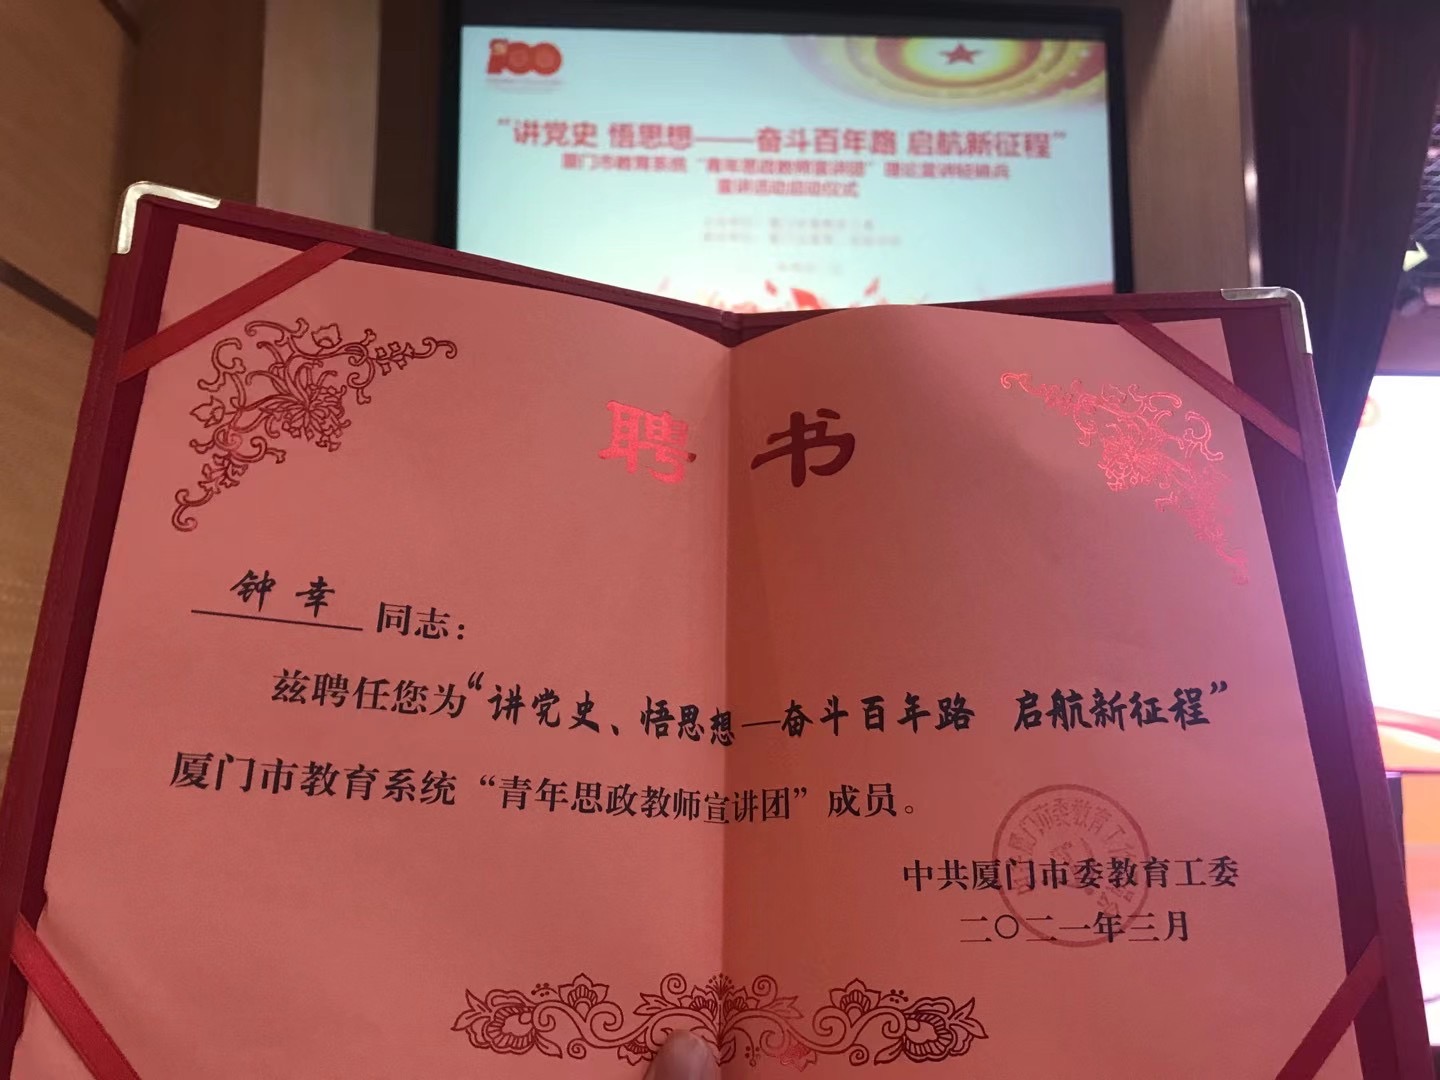 100
“讲党史 悟思想——奋斗百年路 启航新征程”
厦门市教育系统“青年思政教师宣讲团”理论宣讲轻骑兵
宣讲活动启动仪式
聘书
钟幸 同志：
兹聘任您为“讲党史、悟思想—奋斗百年路 启航新征程”
厦门市教育系统“青年思政教师宣讲团”成员。
中共厦门市委教育工委
二〇二一年三月